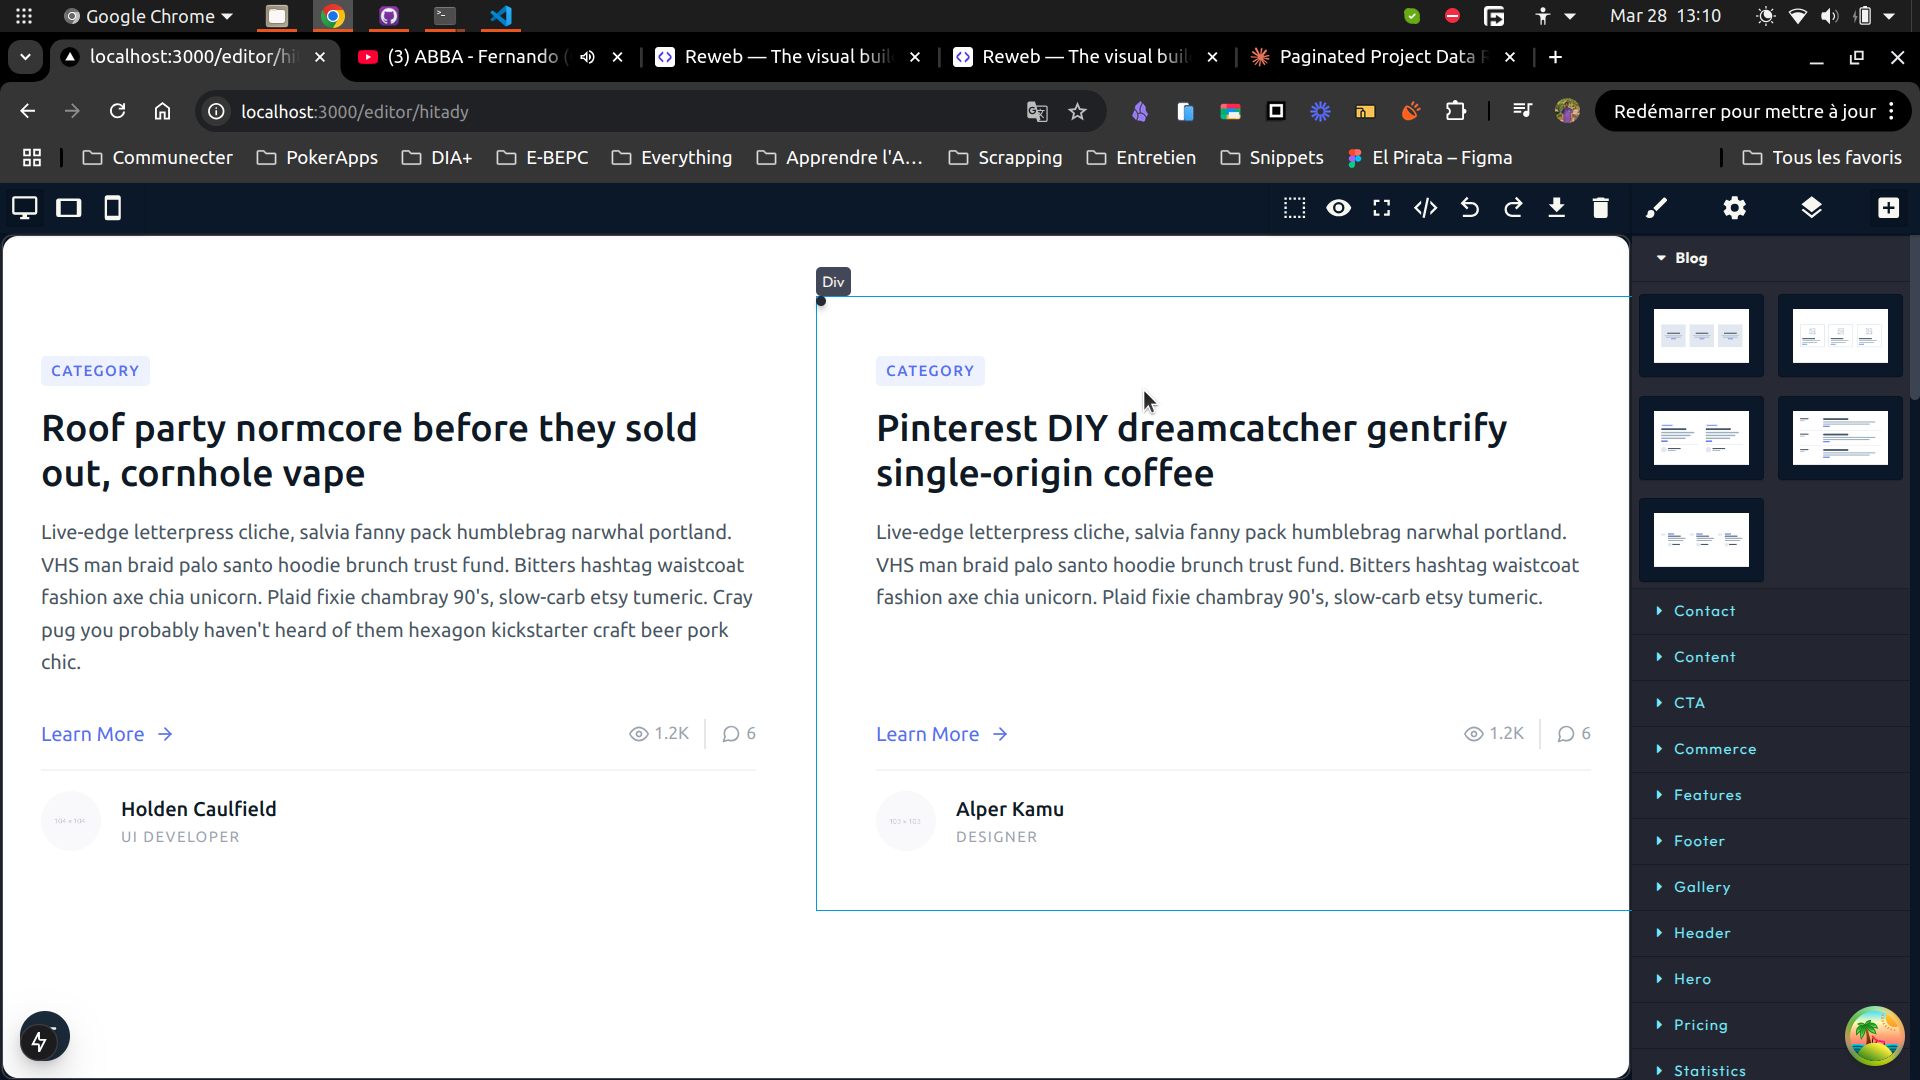 Google Chrome
Mar 28 13:10
localhost:3000/editor/hi
(3) ABBA - Fernando (
Reweb — The visual buil
Reweb — The visual buil
Paginated Project Data R
localhost:3000/editor/hitady
Redémarrer pour mettre à jour
Communecter
PokerApps
DIA+
E-BEPC
Everything
Apprendre l'A...
Scrapping
Entretien
Snippets
El Pirata – Figma
Tous les favoris
Div
CATEGORY
Roof party normcore before they sold
out, cornhole vape
Live-edge letterpress cliche, salvia fanny pack humblebrag narwhal portland.
VHS man braid palo santo hoodie brunch trust fund. Bitters hashtag waistcoat
fashion axe chia unicorn. Plaid fixie chambray 90's, slow-carb etsy tumeric. Cray
pug you probably haven't heard of them hexagon kickstarter craft beer pork
chic.
Learn More
1.2K
6
104 × 104
Holden Caulfield
UI DEVELOPER
CATEGORY
Pinterest DIY dreamcatcher gentrify
single-origin coffee
Live-edge letterpress cliche, salvia fanny pack humblebrag narwhal portland.
VHS man braid palo santo hoodie brunch trust fund. Bitters hashtag waistcoat
fashion axe chia unicorn. Plaid fixie chambray 90's, slow-carb etsy tumeric.
Learn More
1.2K
6
103 × 103
Alper Kamu
DESIGNER
Blog
Contact
Content
CTA
Commerce
Features
Footer
Gallery
Header
Hero
Pricing
Statistics